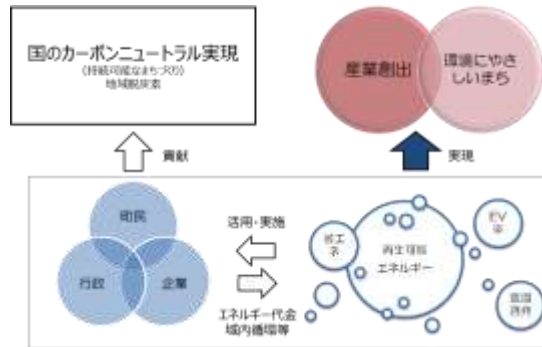 国のカーボンニュートラル実現
(持続可能なまちづくり)
地域脱炭素
産業創出
環境にやさ
しいまち
貢献
実現
町民
行政
企業
活用・実施
エネルギー代金
域内循環等
省エ
ネ
再生可能
エネルギー
EV